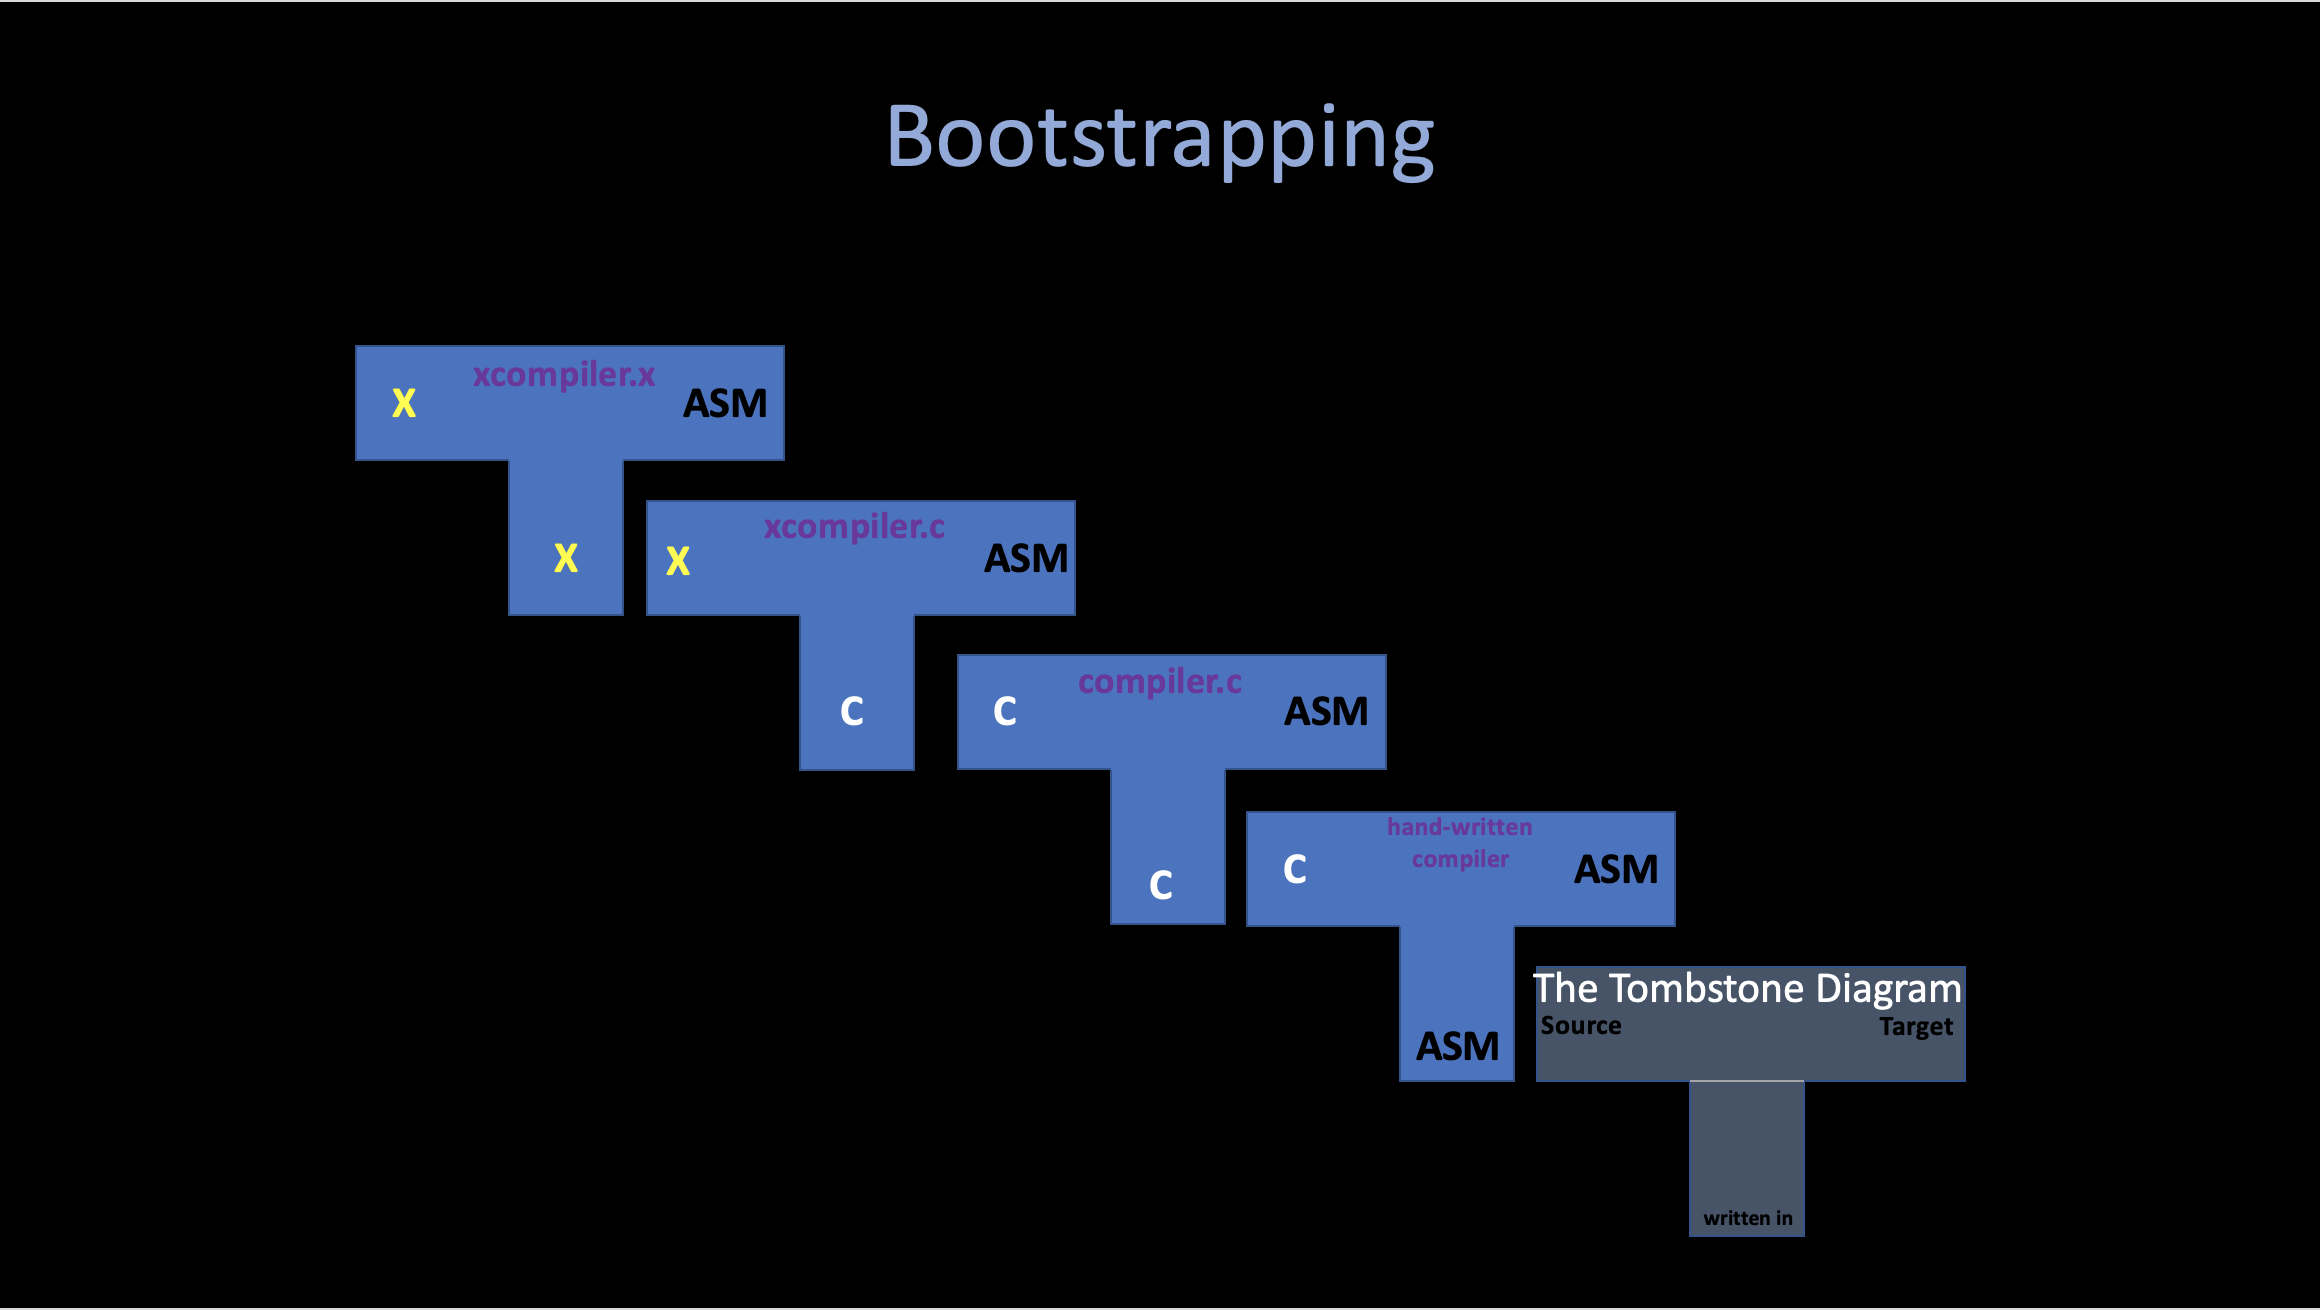 Bootstrapping
xcompiler.x
X
ASM
X
xcompiler.c
X
ASM
C
compiler.c
C
ASM
C
hand-written
compiler
C
ASM
ASM
The Tombstone Diagram
Source
Target
written in